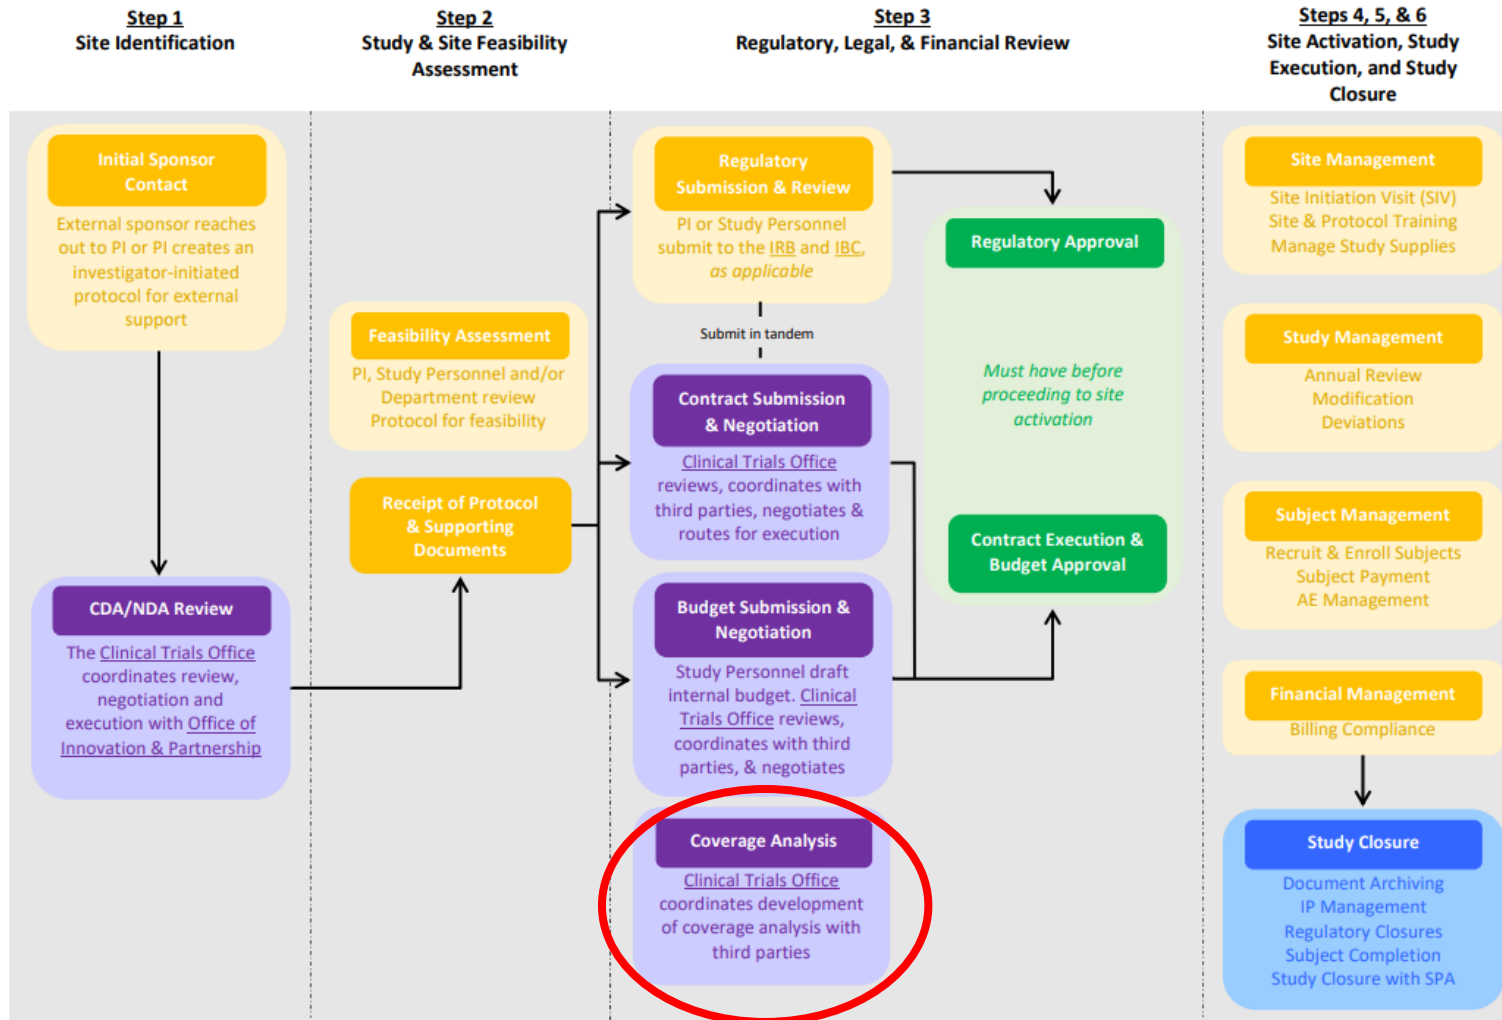 Step 1
Site Identification
Step 2
Study & Site Feasibility
Assessment
Step 3
Regulatory, Legal, & Financial Review
Steps 4, 5, & 6
Site Activation, Study
Execution, and Study
Closure
Initial Sponsor
Contact
External sponsor reaches
out to PI or PI creates an
investigator-initiated
protocol for external
support
CDA/NDA Review
The Clinical Trials Office
coordinates review,
negotiation and
execution with Office of
Innovation & Partnership
Feasibility Assessment
PI, Study Personnel and/or
Department review
Protocol for feasibility
Receipt of Protocol
& Supporting
Documents
Regulatory
Submission & Review
PI or Study Personnel
submit to the IRB and IBC,
as applicable
Submit in tandem
Contract Submission
& Negotiation
Clinical Trials Office
reviews, coordinates with
third parties, negotiates &
routes for execution
Budget Submission &
Negotiation
Study Personnel draft
internal budget. Clinical
Trials Office reviews,
coordinates with third
parties, & negotiates
Coverage Analysis
Clinical Trials Office
coordinates development
of coverage analysis with
third parties
Regulatory Approval
Must have before
proceeding to site
activation
Contract Execution &
Budget Approval
Site Management
Site Initiation Visit (SIV)
Site & Protocol Training
Manage Study Supplies
Study Management
Annual Review
Modification
Deviations
Subject Management
Recruit & Enroll Subjects
Subject Payment
AE Management
Financial Management
Billing Compliance
Study Closure
Document Archiving
IP Management
Regulatory Closures
Subject Completion
Study Closure with SPA